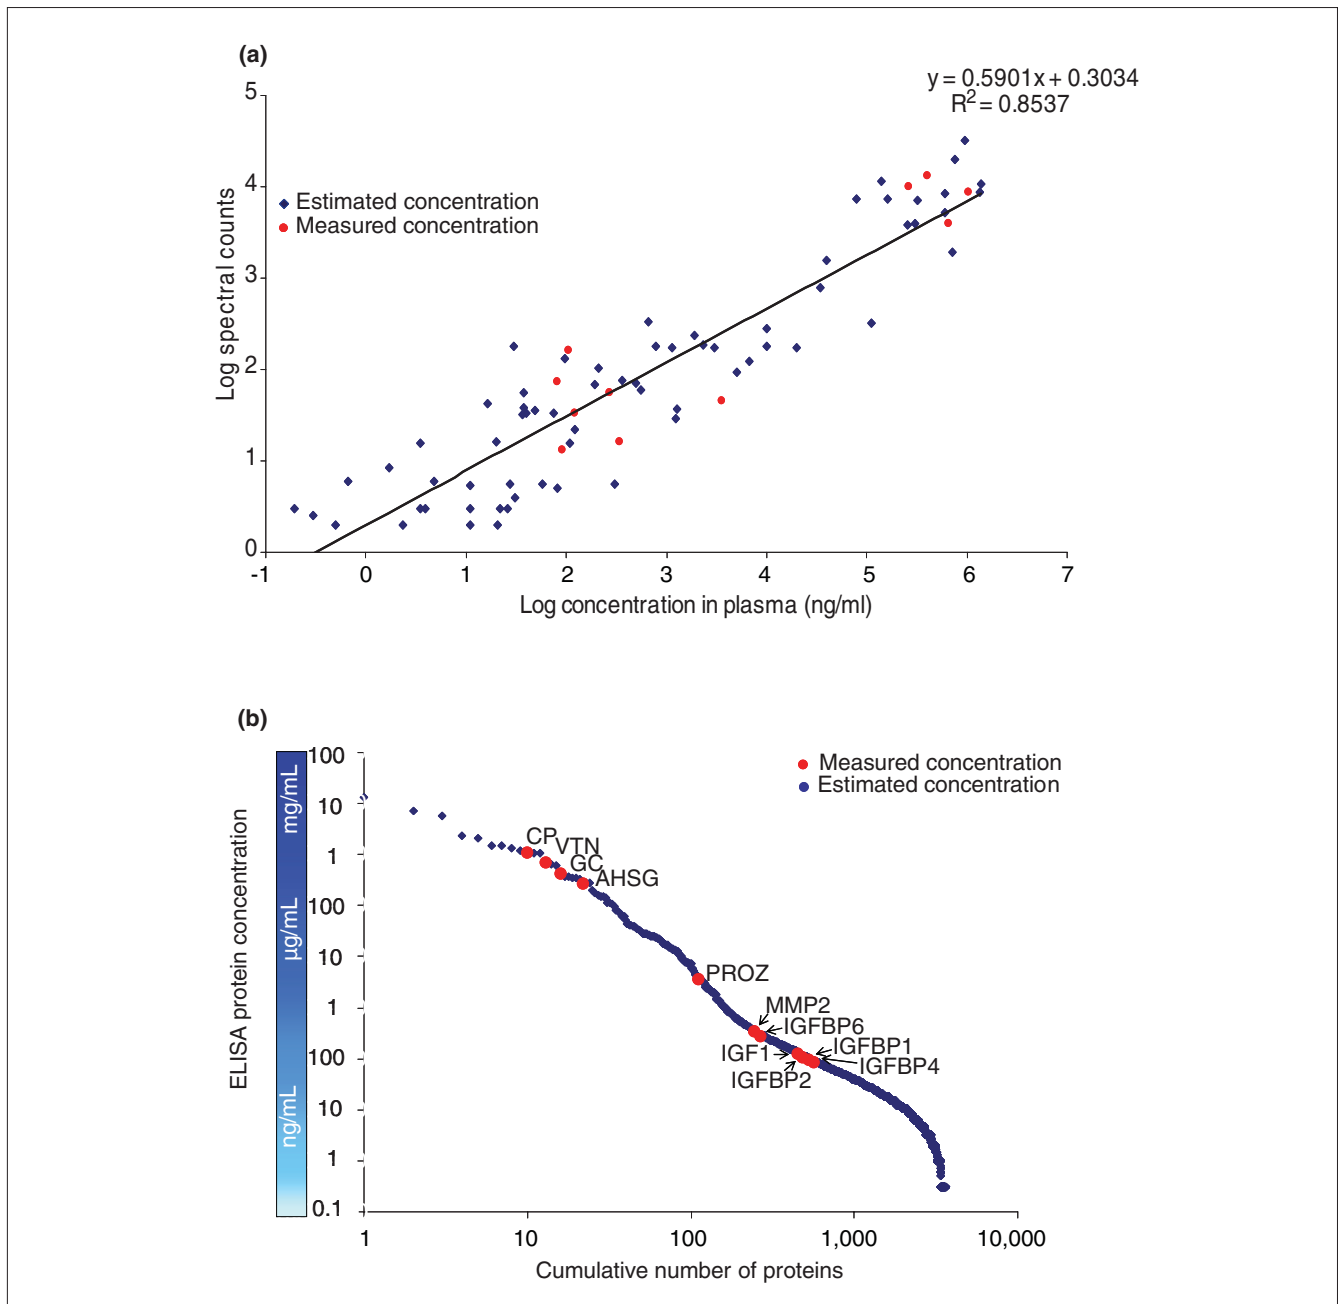 (a)
y = 0.5901x + 0.3034
R2 = 0.8537
5
4
3
2
1
0
Log spectral counts
Estimated concentration
Measured concentration
-1 0 1 2 3 4 5 6 7
Log concentration in plasma (ng/ml)
(b)
ELISA protein concentration
mg/mL
µg/mL
ng/mL
100
10
1
100
10
1
100
10
1
0.1
Measured concentration
Estimated concentration
CP
VTN
GC
AHSG
PROZ
MMP2
IGFBP6
IGF1
IGFBP1
IGFBP4
IGFBP2
1 10 100 1,000 10,000
Cumulative number of proteins